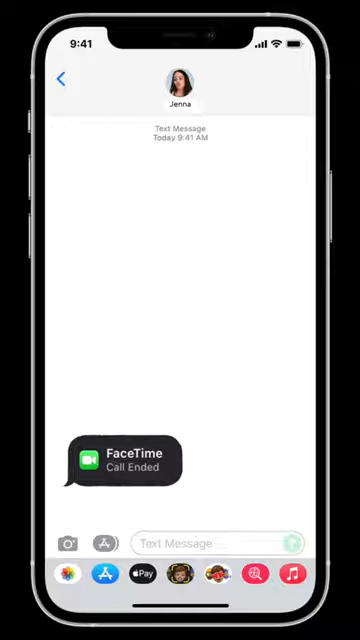 9:41
Jenna
Text Message
Today 9:41 AM
FaceTime
Call Ended
Text Message
Pay